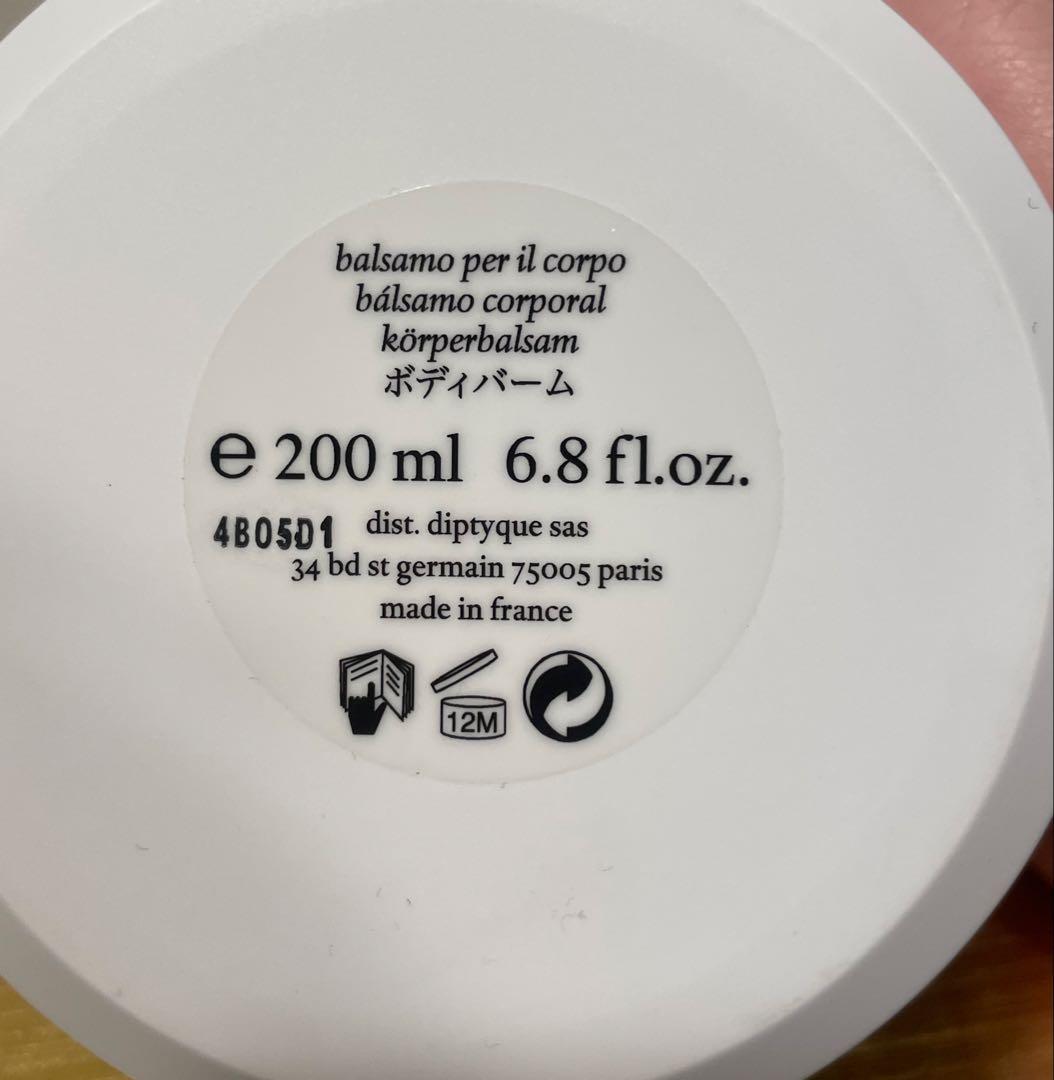 balsamo per il corpo
bálsamo corporal
körperbalsam
ボディバーム
e 200 ml 6.8 fl.oz.
4B05D1 dist. diptyque sas
34 bd st germain 75005 paris
made in france
12M